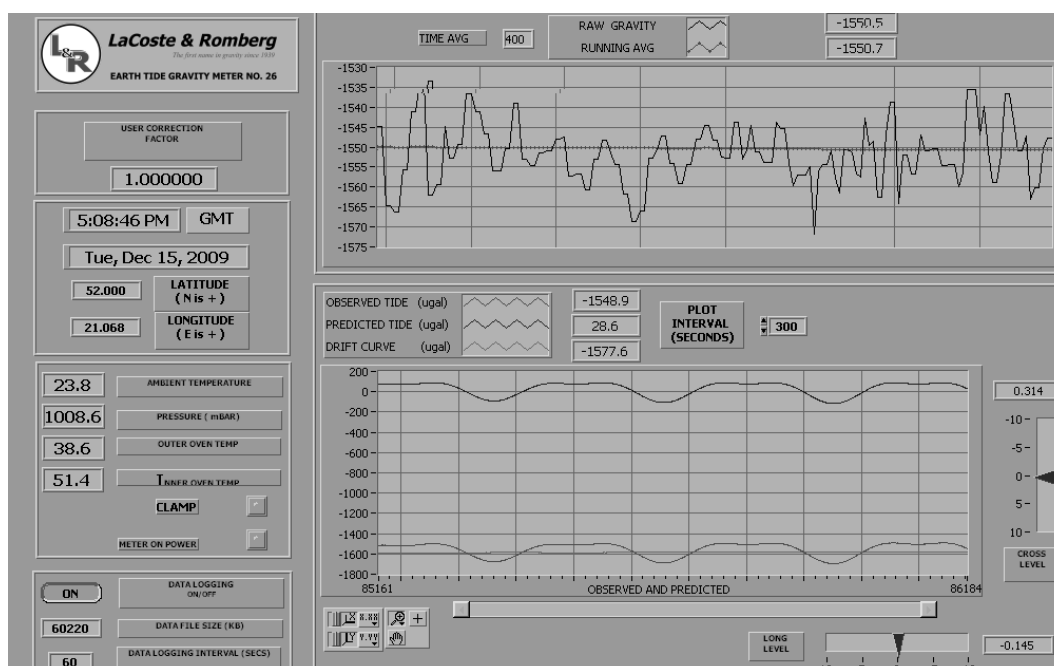 L&R
LaCoste & Romberg
The first name in gravity since 1939
EARTH TIDE GRAVITY METER NO. 26
USER CORRECTION
FACTOR
1.000000
5:08:46 PM GMT
Tue, Dec 15, 2009
52.000 LATITUDE
( N is + )
21.068 LONGITUDE
( E is + )
23.8 AMBIENT TEMPERATURE
1008.6 PRESSURE ( mBAR)
38.6 OUTER OVEN TEMP
51.4 INNER OVEN TEMP
CLAMP
METER ON POWER
ON DATA LOGGING
ON/OFF
60220 DATA FILE SIZE (KB)
60 DATA LOGGING INTERVAL (SECS)
TIME AVG 400
RAW GRAVITY -1550.5
RUNNING AVG -1550.7
-1530
-1535
-1540
-1545
-1550
-1555
-1560
-1565
-1570
-1575
OBSERVED TIDE (ugal) -1548.9
PREDICTED TIDE (ugal) 28.6
DRIFT CURVE (ugal) -1577.6
PLOT
INTERVAL
(SECONDS)
300
200
0
-200
-400
-600
-800
-1000
-1200
-1400
-1600
-1800
85161 OBSERVED AND PREDICTED 86184
X.XX
Y.YY
0.314
-10
-5
0
5
10
CROSS
LEVEL
LONG
LEVEL
-0.145